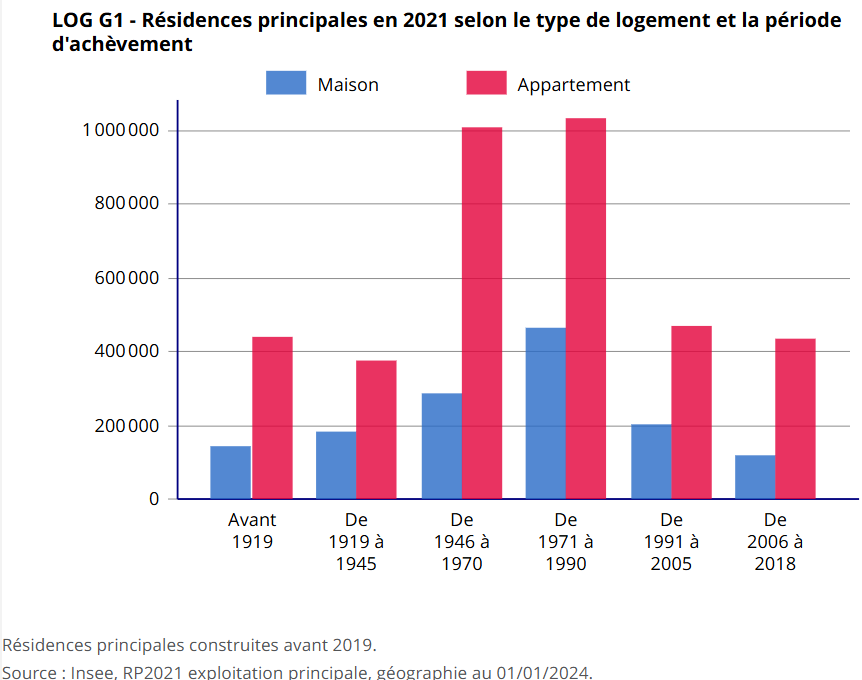 LOG G1 - Résidences principales en 2021 selon le type de logement et la période
d'achèvement
Maison
Appartement
1 000 000
800 000
600 000
400 000
200 000
0
Avant
1919
De
1919 à
1945
De
1946 à
1970
De
1971 à
1990
De
1991 à
2005
De
2006 à
2018
Résidences principales construites avant 2019.
Source : Insee, RP2021 exploitation principale, géographie au 01/01/2024.